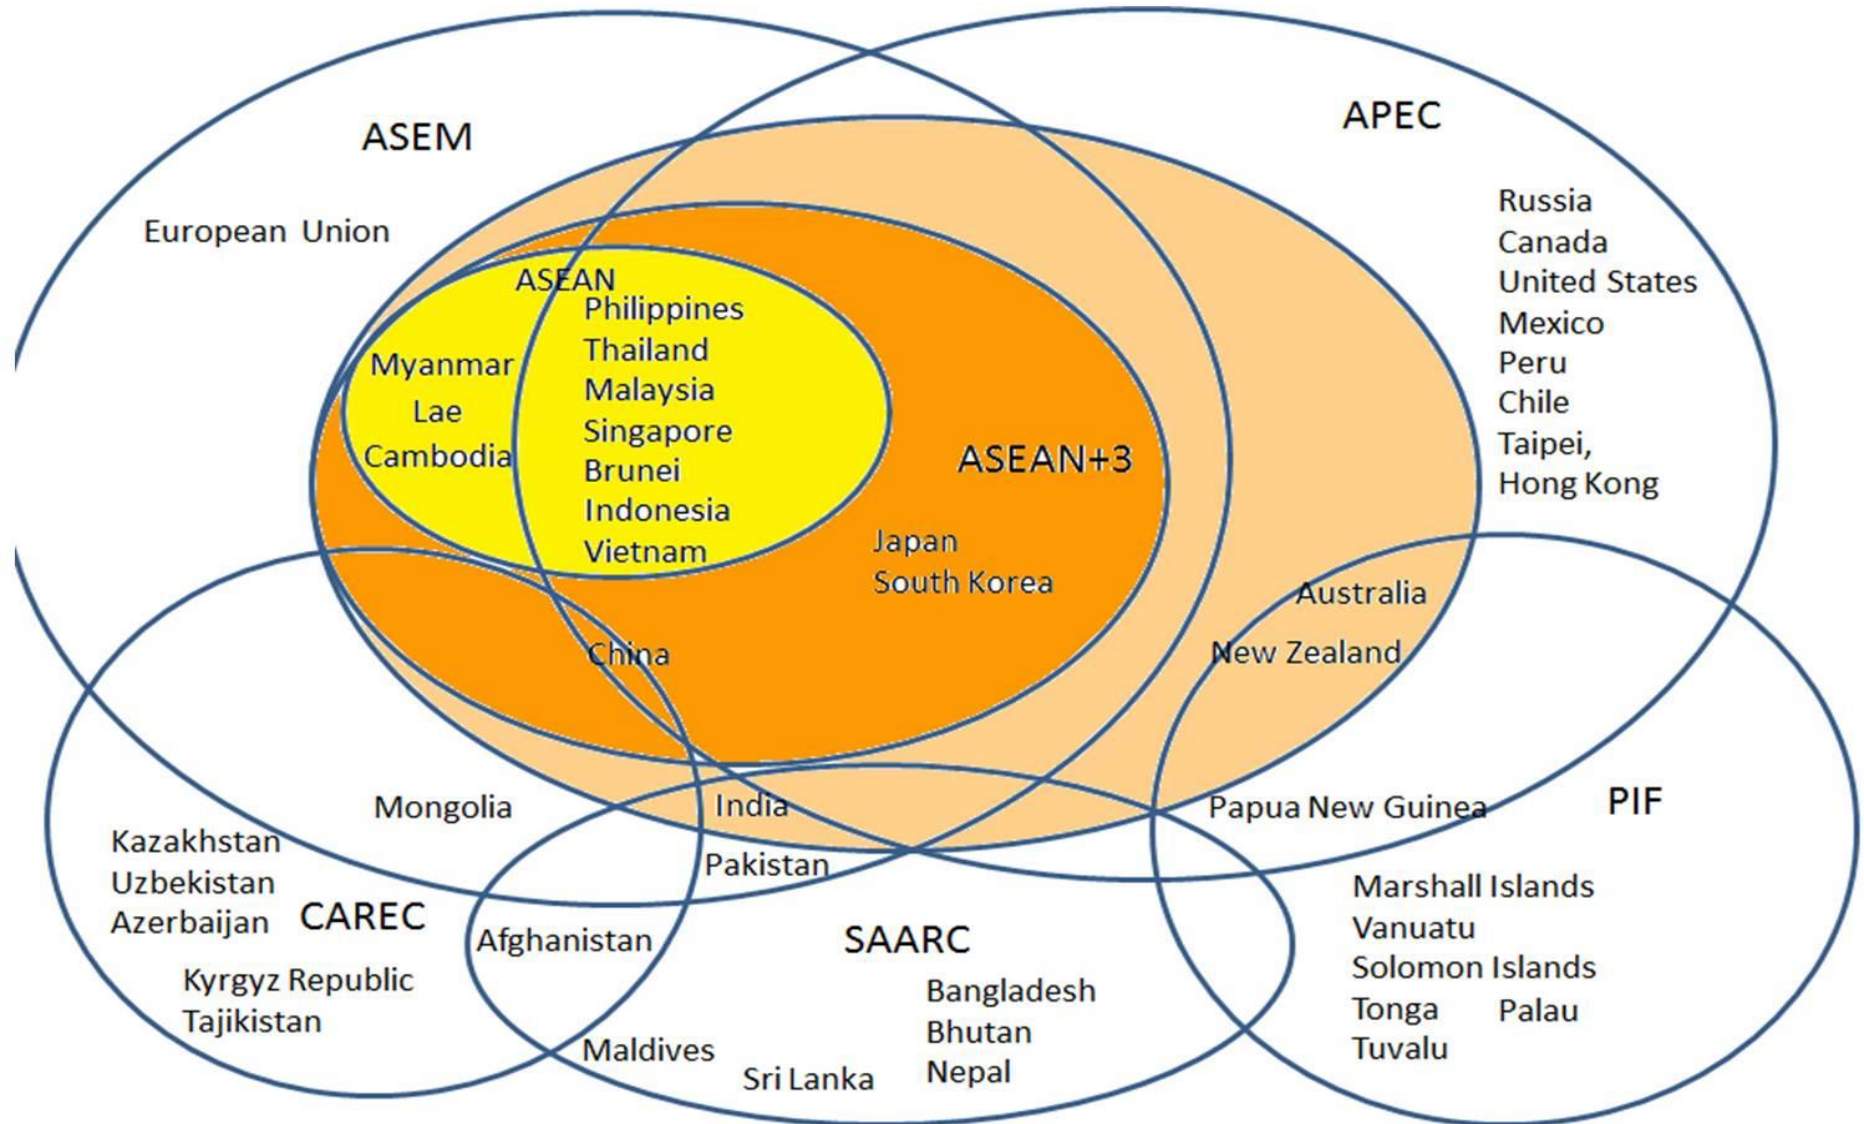 ASEM
APEC
European Union
Russia
Canada
United States
Mexico
Peru
Chile
Taipei,
Hong Kong
ASEAN
Philippines
Thailand
Malaysia
Singapore
Brunei
Indonesia
Vietnam
Myanmar
Lae
Cambodia
ASEAN+3
Japan
South Korea
China
Australia
New Zealand
Mongolia
India
Papua New Guinea
PIF
Kazakhstan
Uzbekistan
Azerbaijan
CAREC
Kyrgyz Republic
Tajikistan
Pakistan
Afghanistan
SAARC
Bangladesh
Bhutan
Nepal
Maldives
Sri Lanka
Marshall Islands
Vanuatu
Solomon Islands
Tonga Palau
Tuvalu